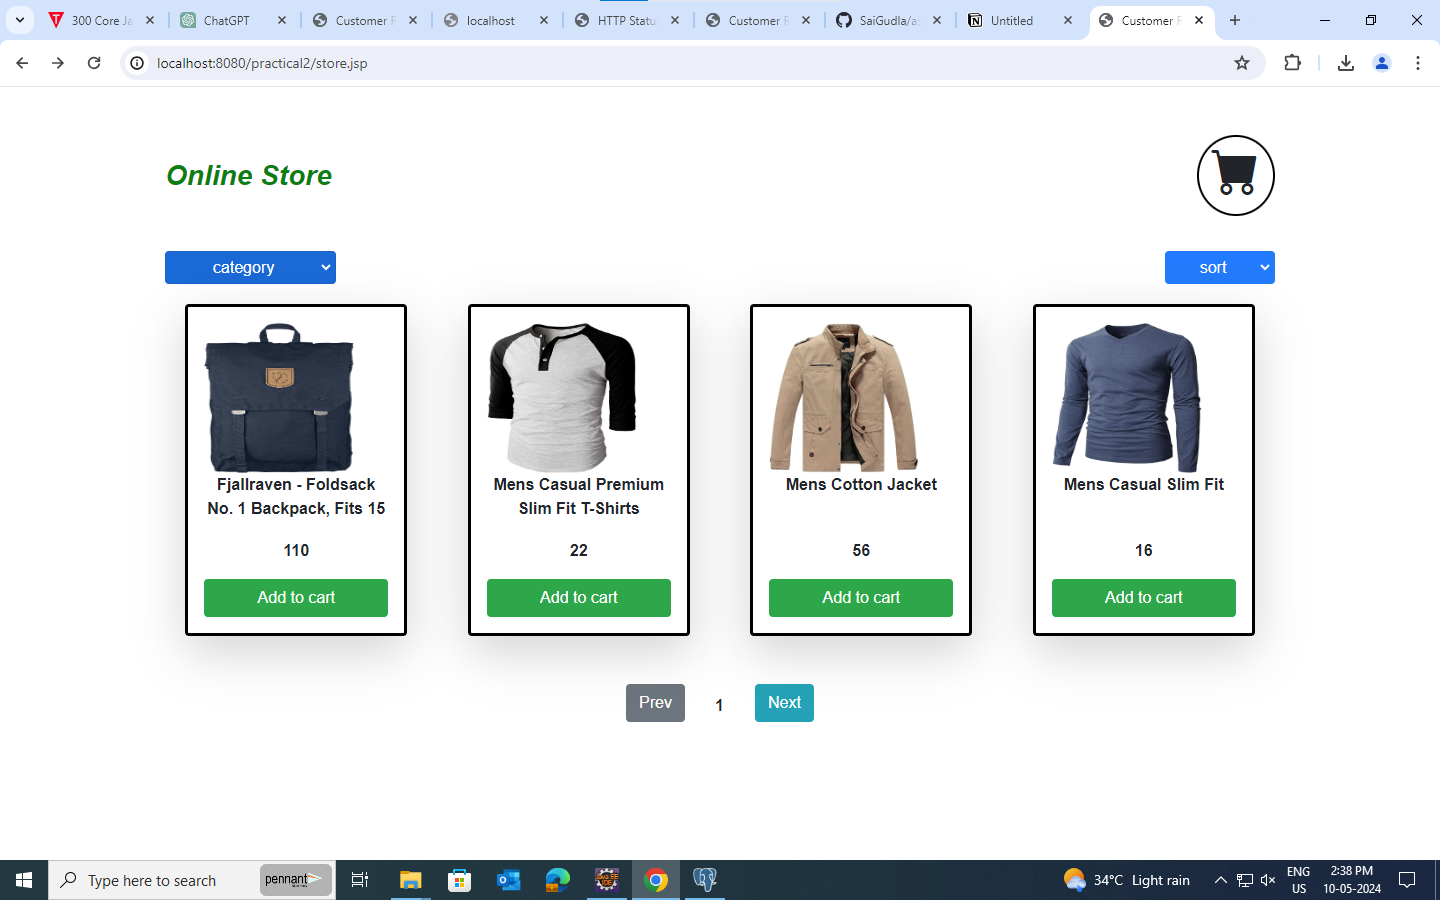 300 Core Ja
ChatGPT
Customer R
localhost
HTTP Status
Customer R
SaiGudla/a
Untitled
Customer R
localhost:8080/practical2/store.jsp
Online Store
category
sort
Fjallraven - Foldsack
No. 1 Backpack, Fits 15
110
Add to cart
Mens Casual Premium
Slim Fit T-Shirts
22
Add to cart
Mens Cotton Jacket
56
Add to cart
Mens Casual Slim Fit
16
Add to cart
Prev
1
Next
Type here to search
pennant
34°C Light rain
ENG
US
2:38 PM
10-05-2024